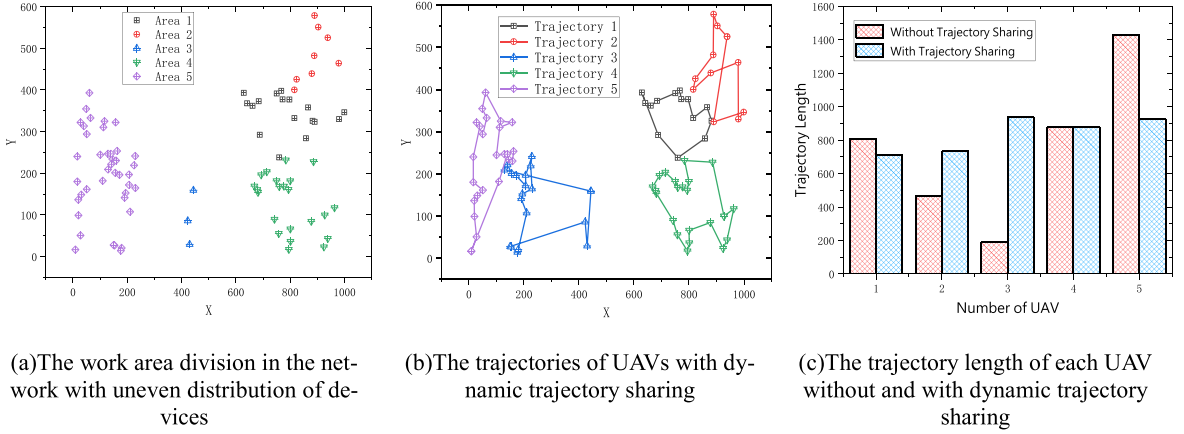 600
500
400
300
200
100
0
Y
Area 1
Area 2
Area 3
Area 4
Area 5
0 200 400 600 800 1000
X
600
500
400
300
200
100
0
Y
Trajectory 1
Trajectory 2
Trajectory 3
Trajectory 4
Trajectory 5
0 200 400 600 800 1000
X
1600
1400
1200
1000
800
600
400
200
0
Trajectory Length
Without Trajectory Sharing
With Trajectory Sharing
1 2 3 4 5
Number of UAV
(a)The work area division in the net-
work with uneven distribution of de-
vices
(b)The trajectories of UAVs with dy-
namic trajectory sharing
(c)The trajectory length of each UAV
without and with dynamic trajectory
sharing